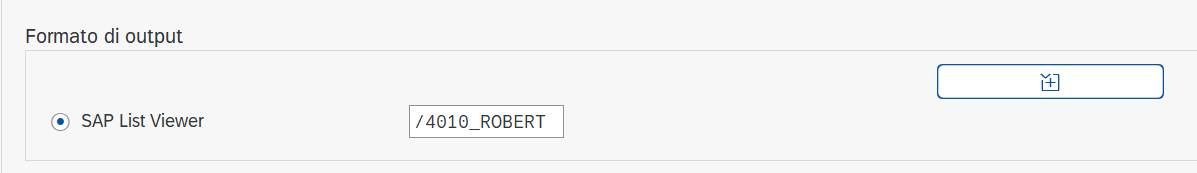 Formato di output
SAP List Viewer /4010_ROBERT